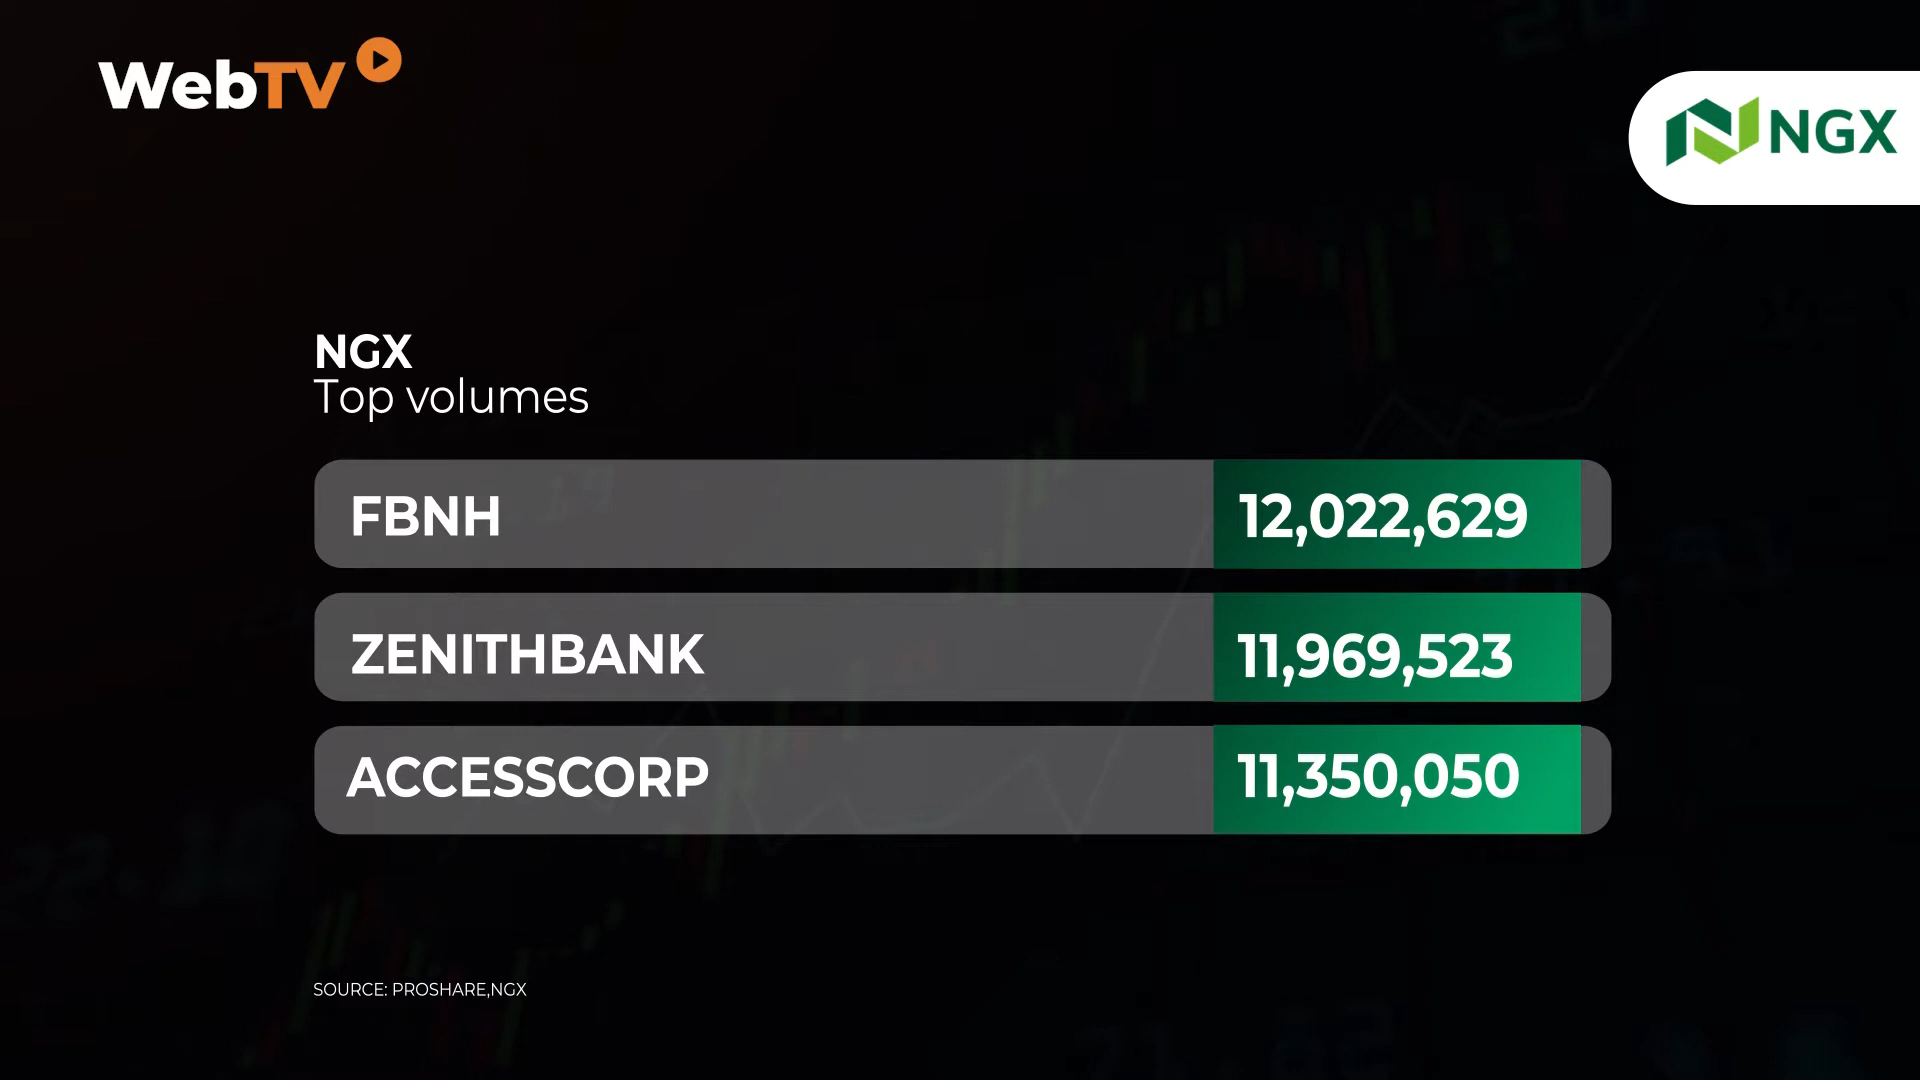 WebTV
NGX
NGX
Top volumes
FBNH 12,022,629
ZENITHBANK 11,969,523
ACCESSCORP 11,350,050
SOURCE: PROSHARE,NGX